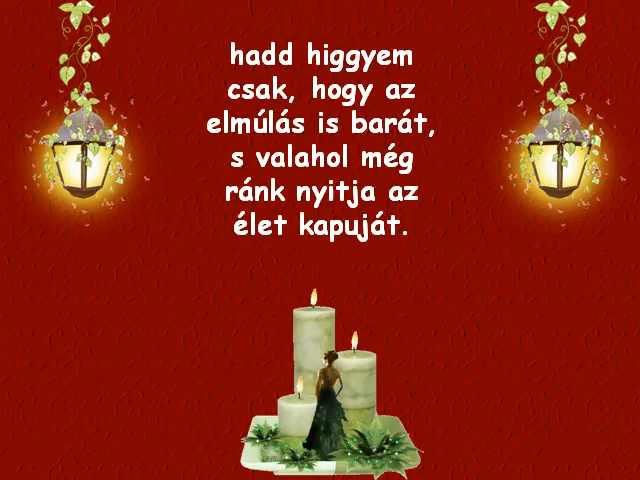 hadd higgyem
csak, hogy az
elmúlás is barát,
s valahol még
ránk nyitja az
élet kapuját.